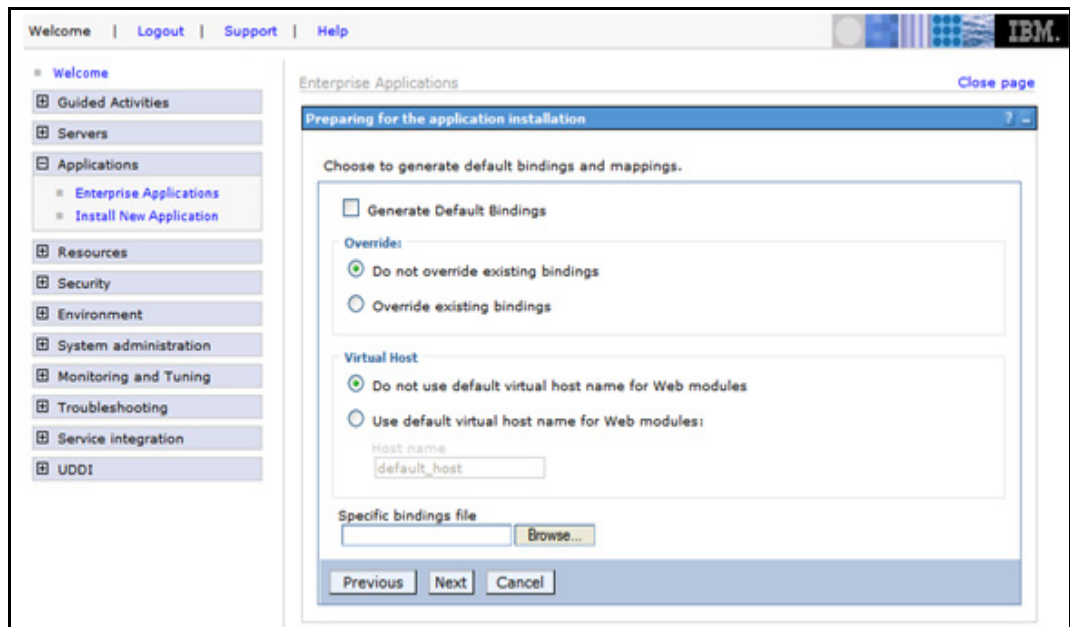 Welcome | Logout | Support | Help
IBM.
Welcome
Guided Activities
Servers
Applications
Enterprise Applications
Install New Application
Resources
Security
Environment
System administration
Monitoring and Tuning
Troubleshooting
Service integration
UDDI
Enterprise Applications
Close page
Preparing for the application installation
? -
Choose to generate default bindings and mappings.
Generate Default Bindings
Override:
Do not override existing bindings
Override existing bindings
Virtual Host
Do not use default virtual host name for Web modules
Use default virtual host name for Web modules:
Host name
default_host
Specific bindings file
Browse...
Previous Next Cancel